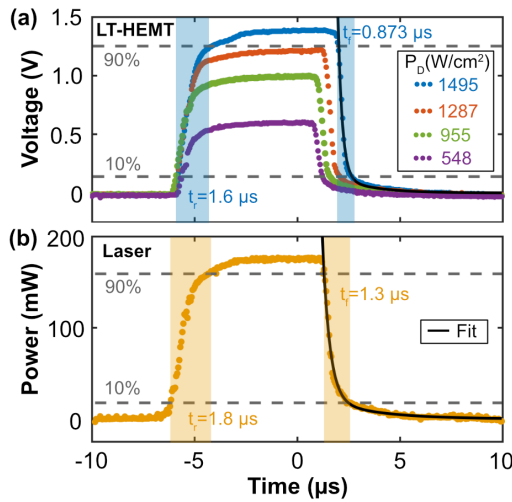 (a)
LT-HEMT
t_f=0.873 µs
1.5
90%
P_D(W/cm²)
1495
1287
955
548
1.0
0.5
10%
t_r=1.6 µs
0
Voltage (V)
(b)
Laser
200
90%
t_f=1.3 µs
Fit
100
10%
t_r=1.8 µs
0
Power (mW)
-10
-5
0
5
10
Time (µs)